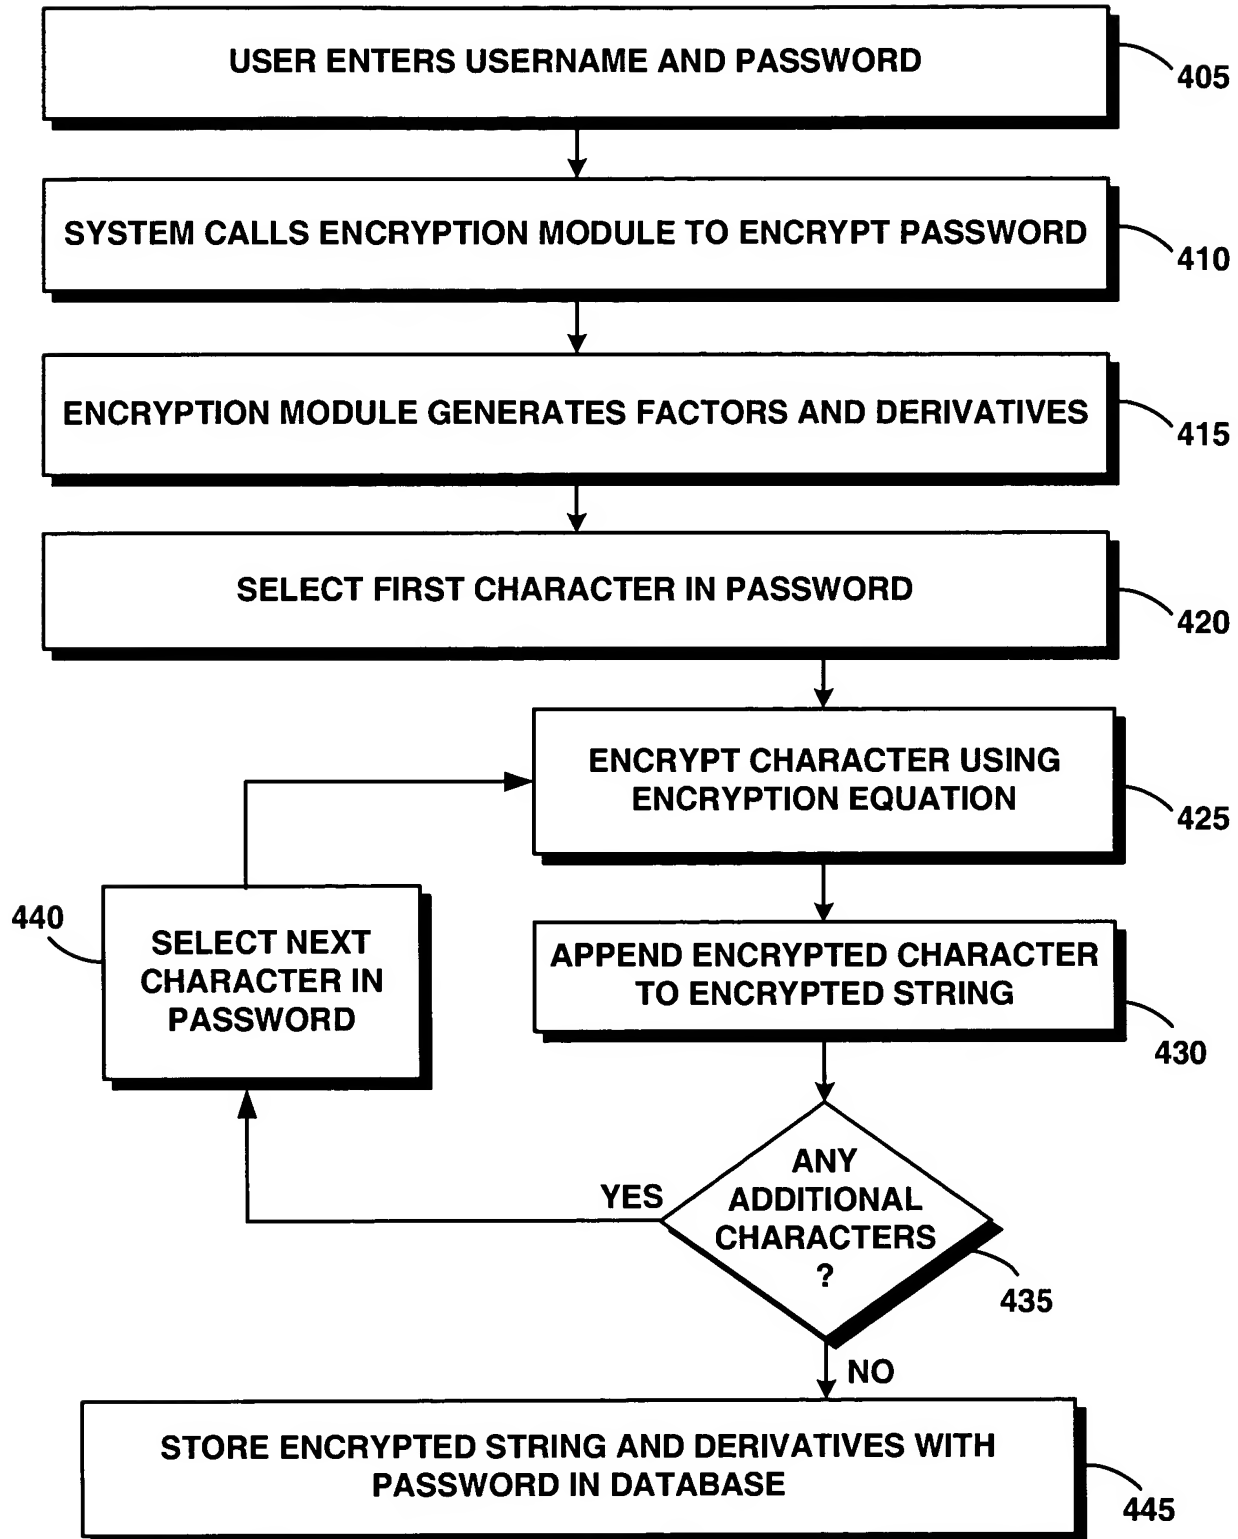 USER ENTERS USERNAME AND PASSWORD
405
SYSTEM CALLS ENCRYPTION MODULE TO ENCRYPT PASSWORD
410
ENCRYPTION MODULE GENERATES FACTORS AND DERIVATIVES
415
SELECT FIRST CHARACTER IN PASSWORD
420
ENCRYPT CHARACTER USING
ENCRYPTION EQUATION
425
440
SELECT NEXT
CHARACTER IN
PASSWORD
APPEND ENCRYPTED CHARACTER
TO ENCRYPTED STRING
430
ANY
ADDITIONAL
CHARACTERS
?
YES
435
NO
STORE ENCRYPTED STRING AND DERIVATIVES WITH
PASSWORD IN DATABASE
445